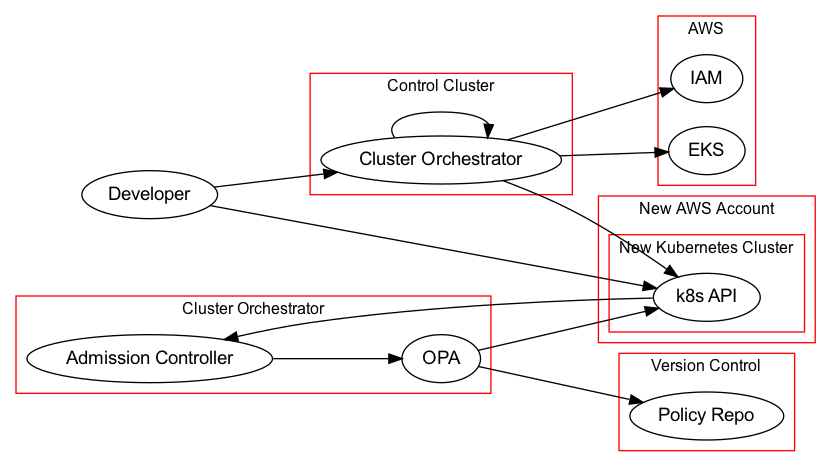 AWS
IAM
EKS
Control Cluster
Cluster Orchestrator
Developer
New AWS Account
New Kubernetes Cluster
k8s API
Cluster Orchestrator
Admission Controller
OPA
Version Control
Policy Repo